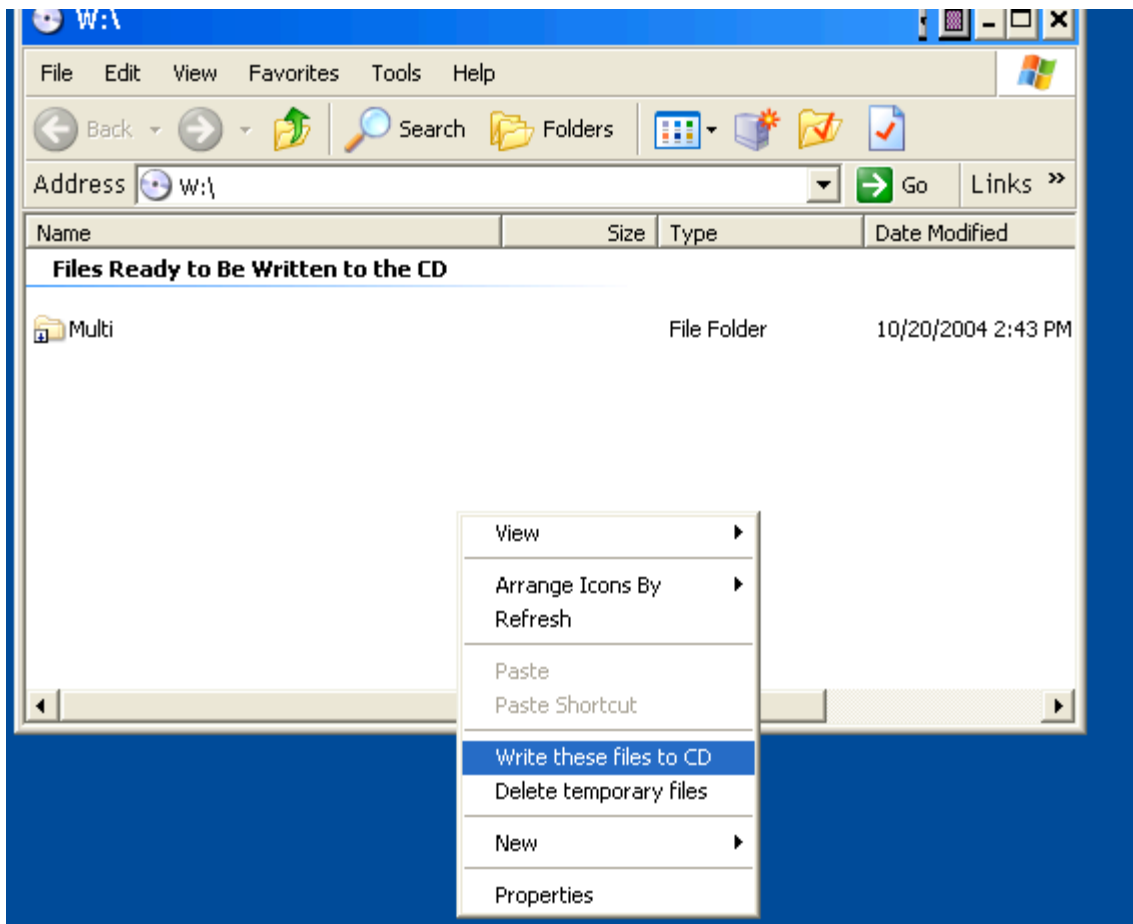 W:\
File Edit View Favorites Tools Help
Back Search Folders
Address W:\ Go Links »
Name Size Type Date Modified
Files Ready to Be Written to the CD
Multi File Folder 10/20/2004 2:43 PM
View
Arrange Icons By
Refresh
Paste
Paste Shortcut
Write these files to CD
Delete temporary files
New
Properties